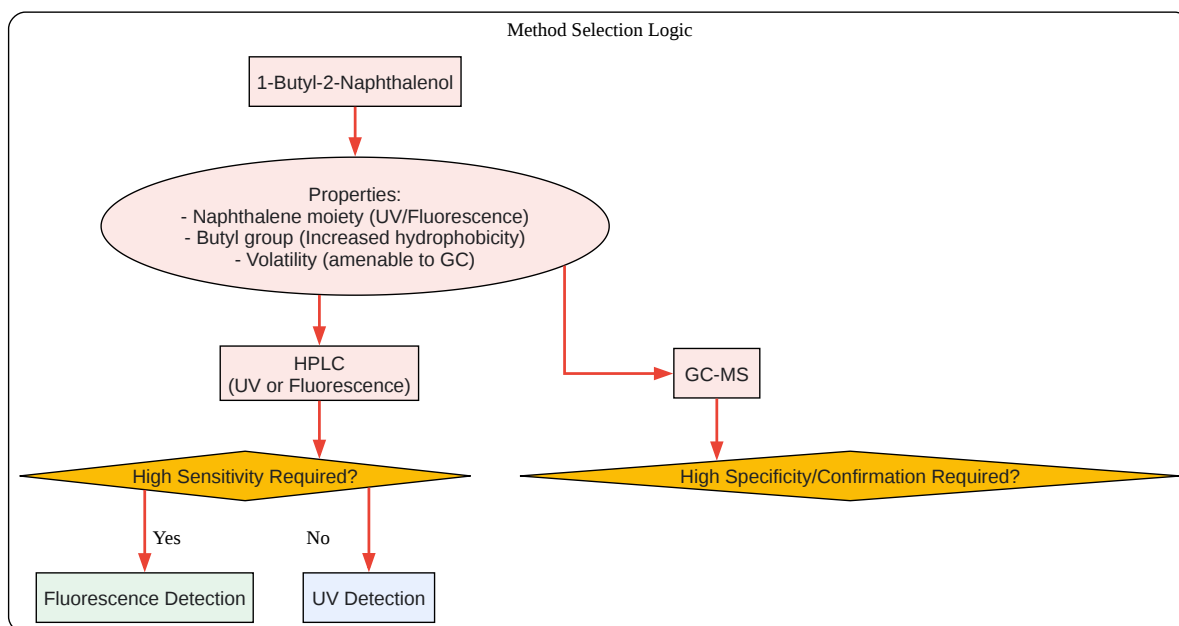 Method Selection Logic
1-Butyl-2-Naphthalenol
Properties:
- Naphthalene moiety (UV/Fluorescence)
- Butyl group (Increased hydrophobicity)
- Volatility (amenable to GC)
HPLC
(UV or Fluorescence)
GC-MS
High Sensitivity Required?
High Specificity/Confirmation Required?
Yes
No
Fluorescence Detection
UV Detection